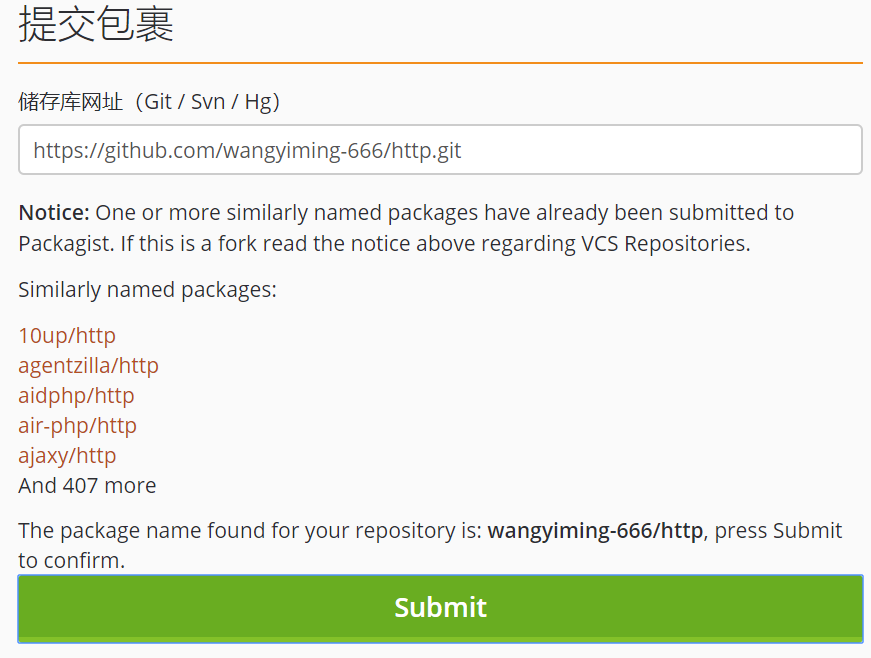 提交包裹
储存库网址（Git / Svn / Hg）
https://github.com/wangyiming-666/http.git
Notice: One or more similarly named packages have already been submitted to
Packagist. If this is a fork read the notice above regarding VCS Repositories.
Similarly named packages:
10up/http
agentzilla/http
aidphp/http
air-php/http
ajaxy/http
And 407 more
The package name found for your repository is: wangyiming-666/http, press Submit
to confirm.
Submit